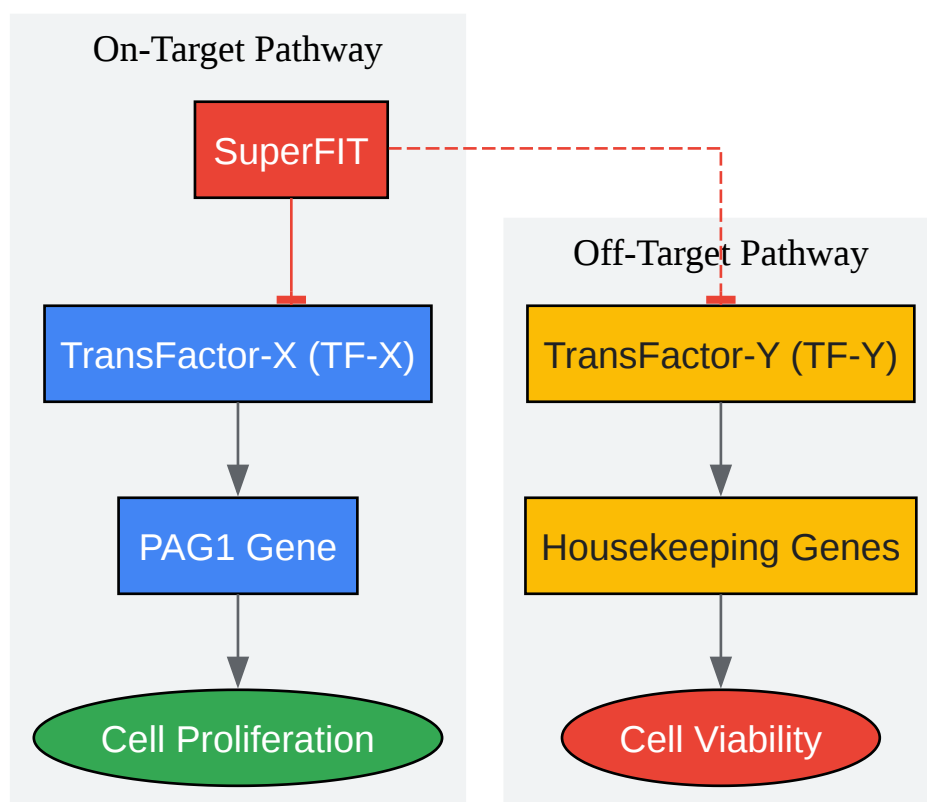 On-Target Pathway
SuperFIT
TransFactor-X (TF-X)
PAG1 Gene
Cell Proliferation
Off-Target Pathway
TransFactor-Y (TF-Y)
Housekeeping Genes
Cell Viability